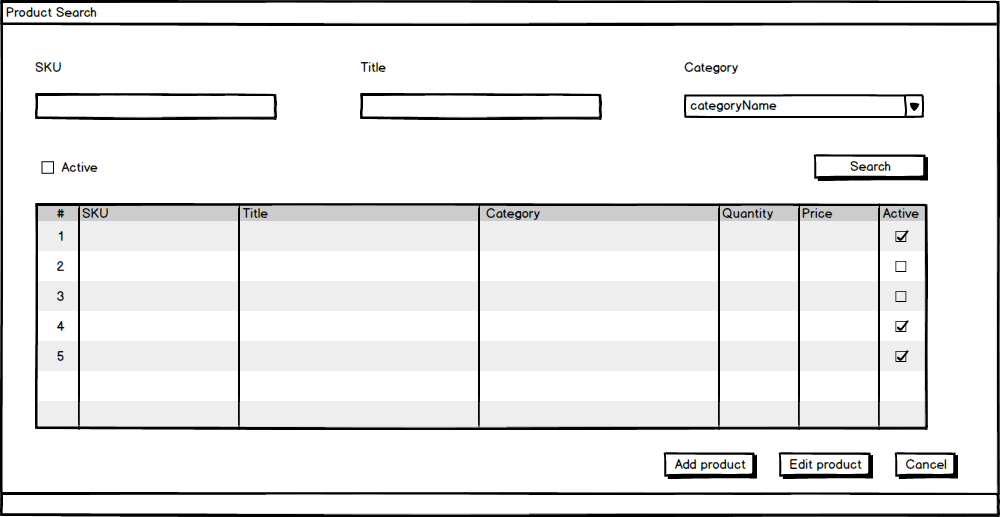 Product Search
SKU Title Category
categoryName
Active Search
# SKU Title Category Quantity Price Active
1
2
3
4
5
Add product Edit product Cancel